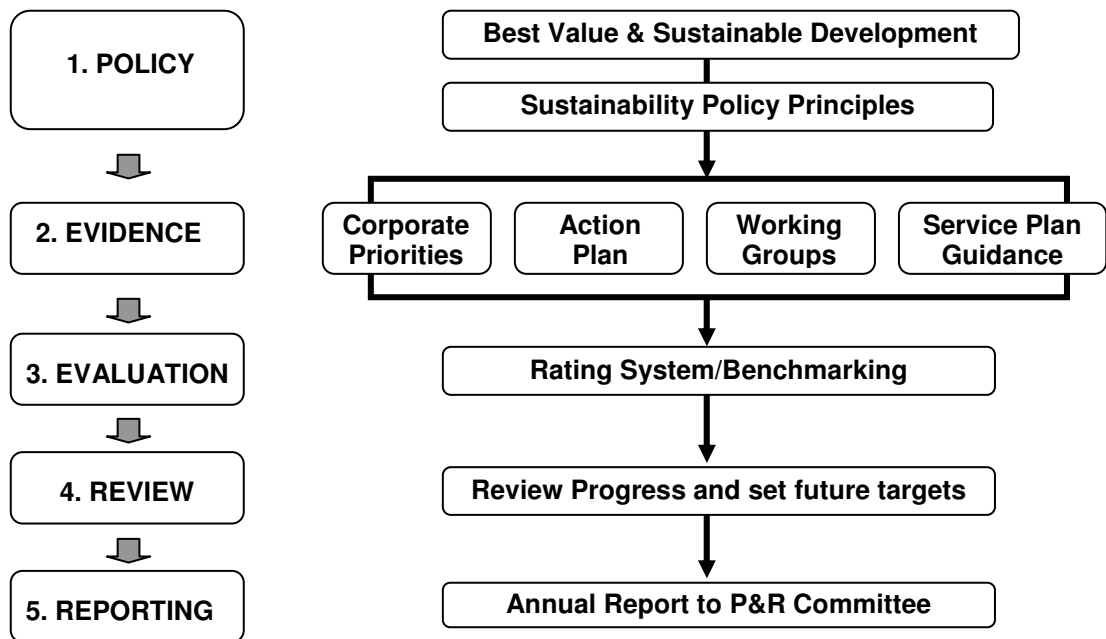 1. POLICY
Best Value & Sustainable Development
Sustainability Policy Principles
2. EVIDENCE
Corporate
Priorities
Action
Plan
Working
Groups
Service Plan
Guidance
3. EVALUATION
Rating System/Benchmarking
4. REVIEW
Review Progress and set future targets
5. REPORTING
Annual Report to P&R Committee